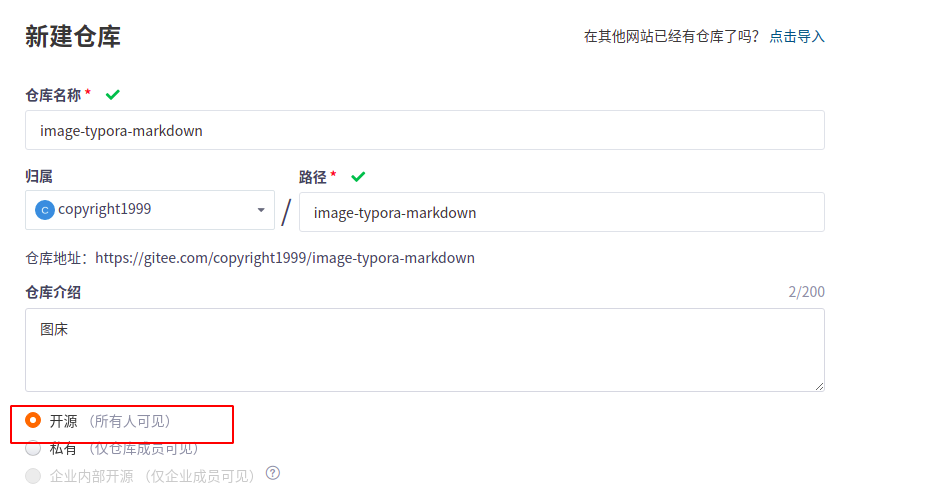 新建仓库
在其他网站已经有仓库了吗? 点击导入
仓库名称 *
image-typora-markdown
归属
路径 *
C copyright1999 / image-typora-markdown
仓库地址：https://gitee.com/copyright1999/image-typora-markdown
仓库介绍
2/200
图床
开源 （所有人可见）
私有 （仅仓库成员可见）
企业内部开源 （仅企业成员可见） ?